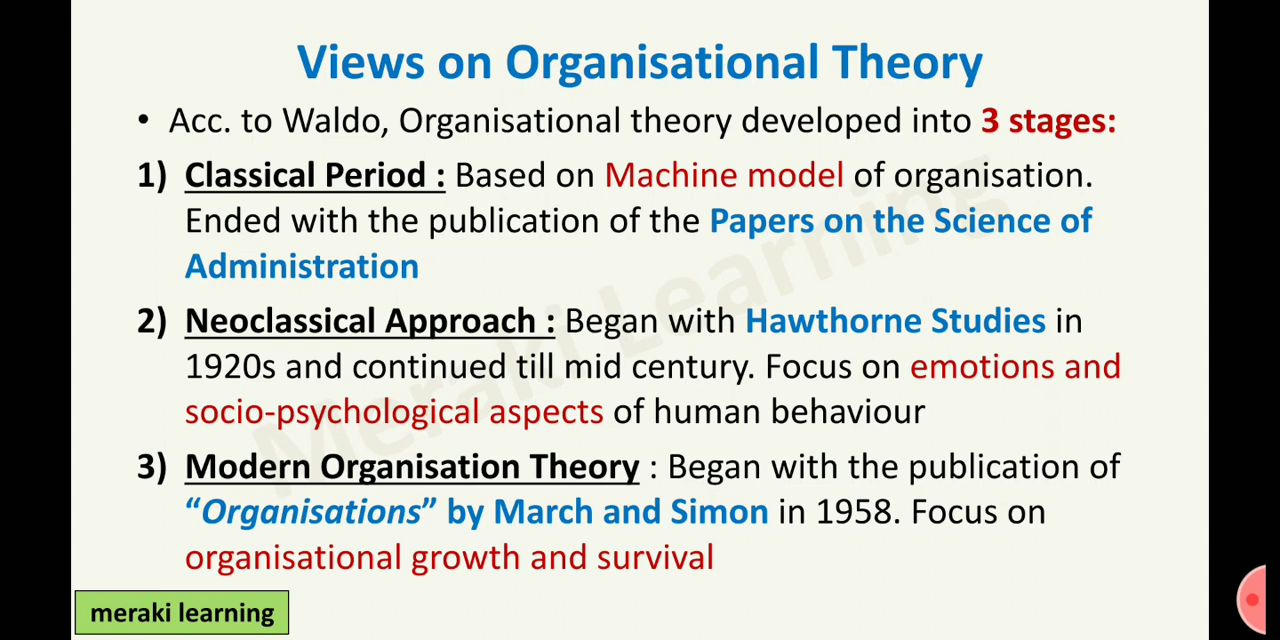 Views on Organisational Theory
• Acc. to Waldo, Organisational theory developed into 3 stages:
1) Classical Period : Based on Machine model of organisation.
Ended with the publication of the Papers on the Science of
Administration
2) Neoclassical Approach : Began with Hawthorne Studies in
1920s and continued till mid century. Focus on emotions and
socio-psychological aspects of human behaviour
3) Modern Organisation Theory : Began with the publication of
“Organisations” by March and Simon in 1958. Focus on
organisational growth and survival
Meraki Learning
meraki learning